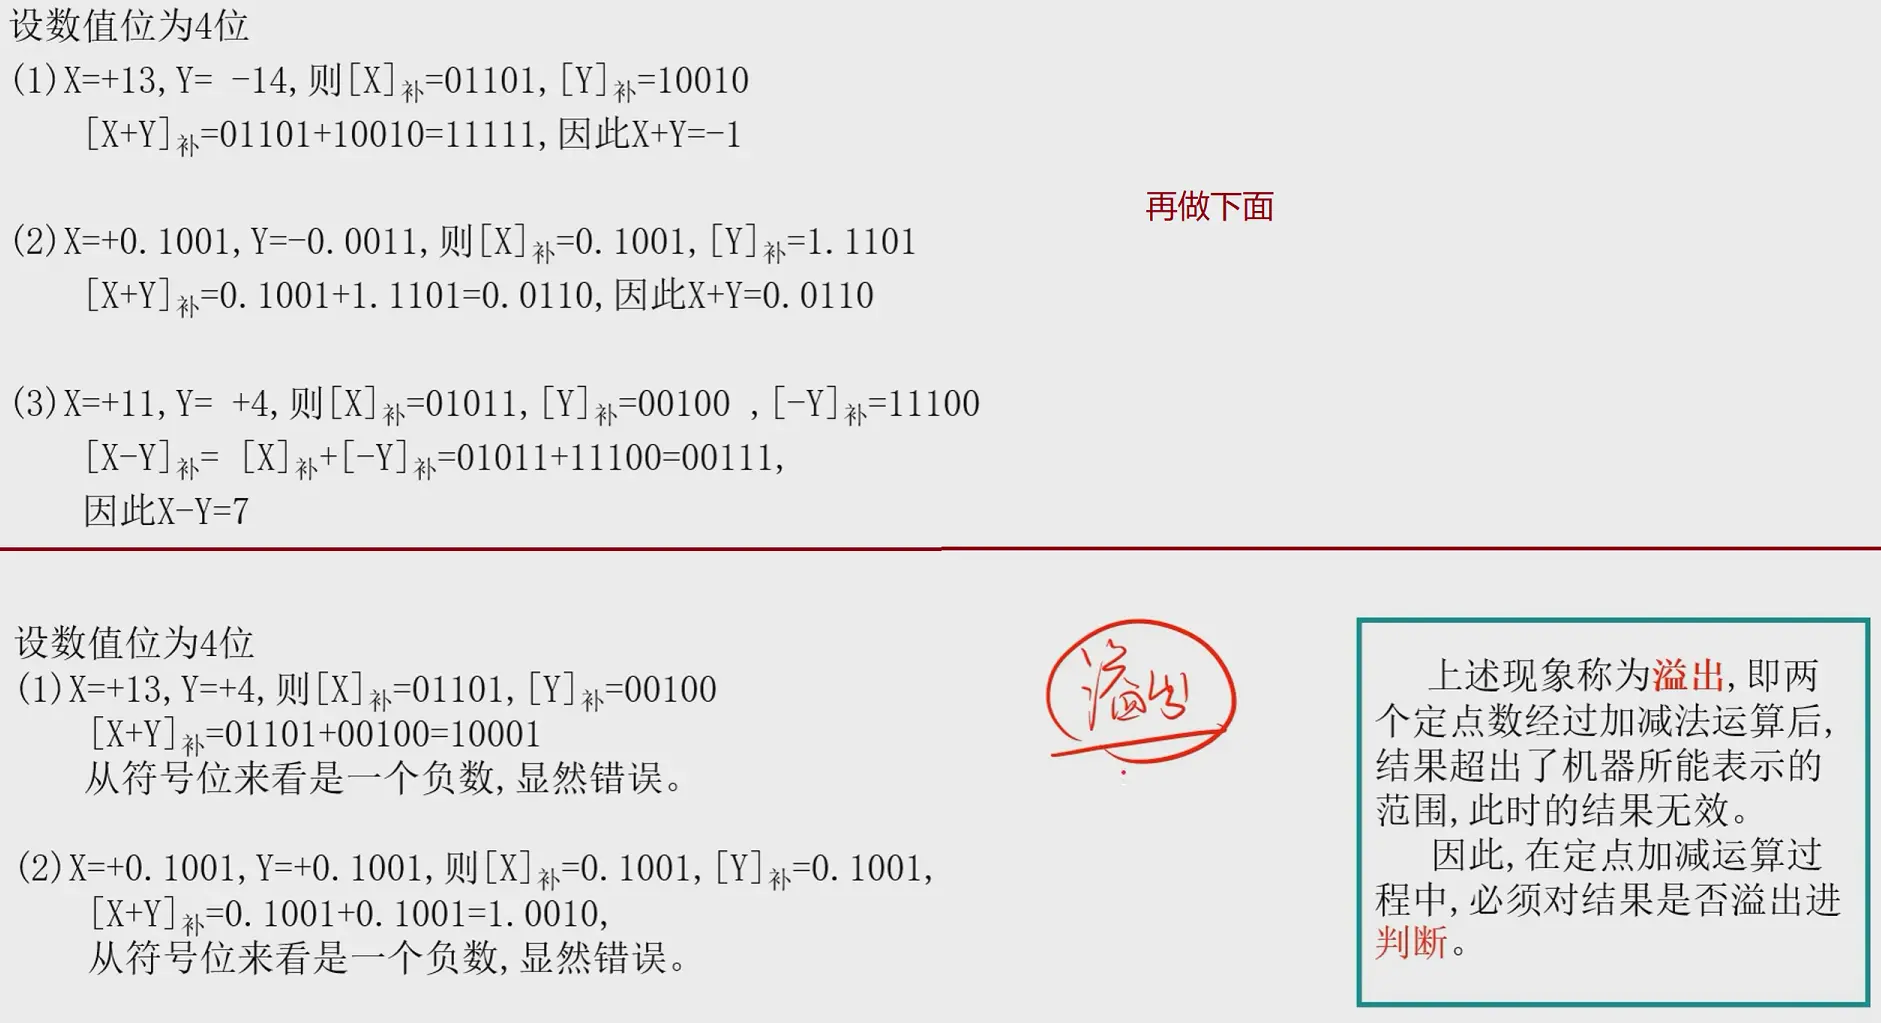 设数值位为4位
(1)X=+13,Y= -14,则[X]补=01101,[Y]补=10010
[X+Y]补=01101+10010=11111,因此X+Y=-1
再做下面
(2)X=+0.1001,Y=-0.0011,则[X]补=0.1001,[Y]补=1.1101
[X+Y]补=0.1001+1.1101=0.0110,因此X+Y=0.0110
(3)X=+11,Y= +4,则[X]补=01011,[Y]补=00100 ,[-Y]补=11100
[X-Y]补= [X]补+[-Y]补=01011+11100=00111,
因此X-Y=7
设数值位为4位
(1)X=+13,Y=+4,则[X]补=01101,[Y]补=00100
[X+Y]补=01101+00100=10001
从符号位来看是一个负数,显然错误。
(2)X=+0.1001,Y=+0.1001,则[X]补=0.1001,[Y]补=0.1001,
[X+Y]补=0.1001+0.1001=1.0010,
从符号位来看是一个负数,显然错误。
溢出
上述现象称为溢出,即两
个定点数经过加减法运算后,
结果超出了机器所能表示的
范围,此时的结果无效。
因此,在定点加减运算过
程中,必须对结果是否溢出进
判断。